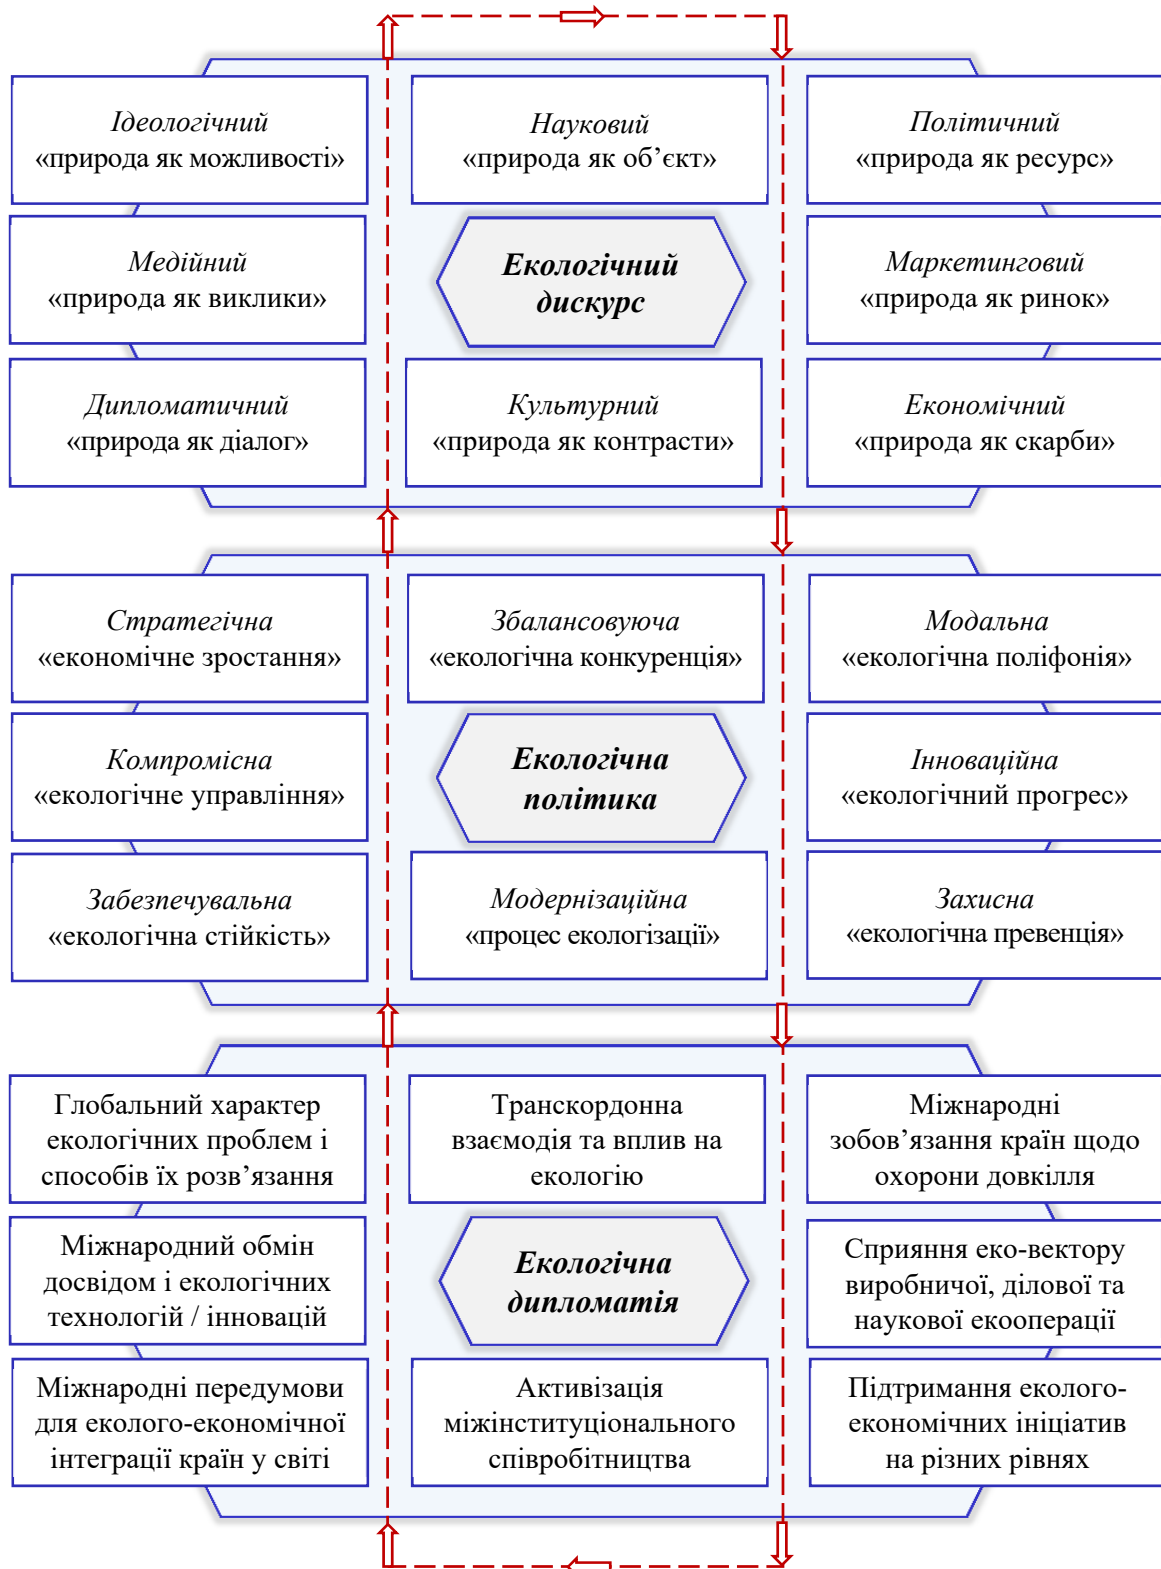 Ідеологічний
«природа як можливості»
Науковий
«природа як об’єкт»
Політичний
«природа як ресурс»
Медійний
«природа як виклики»
Екологічний
дискурс
Маркетинговий
«природа як ринок»
Дипломатичний
«природа як діалог»
Культурний
«природа як контрасти»
Економічний
«природа як скарби»
Стратегічна
«економічне зростання»
Збалансовуюча
«екологічна конкуренція»
Модальна
«екологічна поліфонія»
Компромісна
«екологічне управління»
Екологічна
політика
Інноваційна
«екологічний прогрес»
Забезпечувальна
«екологічна стійкість»
Модернізаційна
«процес екологізації»
Захисна
«екологічна превенція»
Глобальний характер
екологічних проблем і
способів їх розв’язання
Транскордонна
взаємодія та вплив на
екологію
Міжнародні
зобов’язання країн щодо
охорони довкілля
Міжнародний обмін
досвідом і екологічних
технологій / інновацій
Екологічна
дипломатія
Сприяння еко-вектору
виробничої, ділової та
наукової екооперації
Міжнародні передумови
для еколого-економічної
інтеграції країн у світі
Активізація
міжінституціонального
співробітництва
Підтримання еколого-
економічних ініціатив
на різних рівнях